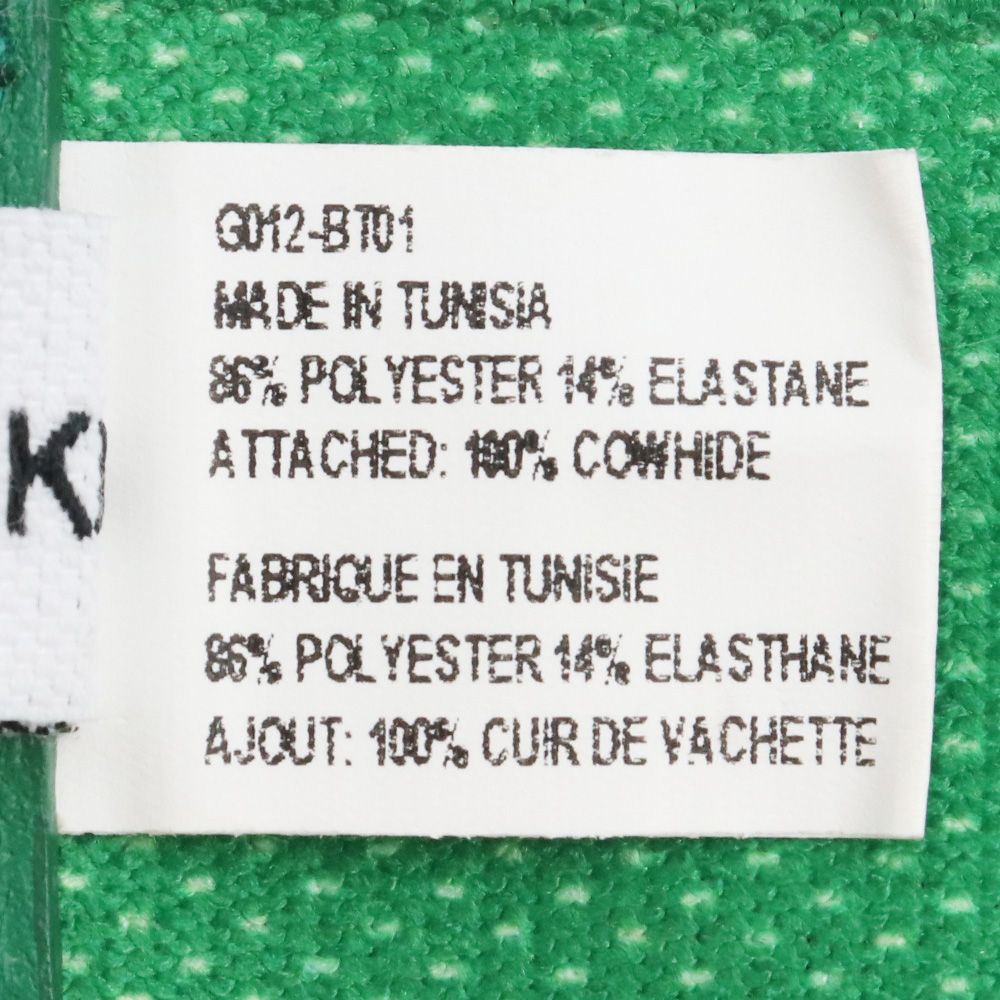 G012-BT01
MADE IN TUNISIA
86% POLYESTER 14% ELASTANE
ATTACHED: 100% COWHIDE
FABRIQUE EN TUNISIE
86% POLYESTER 14% ELASTHANE
AJOUT: 100% CUIR DE VACHETTE
K